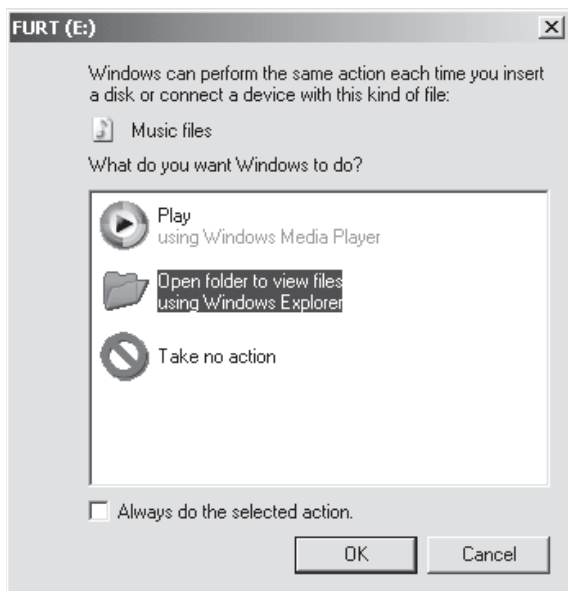 FURT (E:)
Windows can perform the same action each time you insert
a disk or connect a device with this kind of file:
Music files
What do you want Windows to do?
Play
using Windows Media Player
Open folder to view files
using Windows Explorer
Take no action
Always do the selected action.
OK Cancel